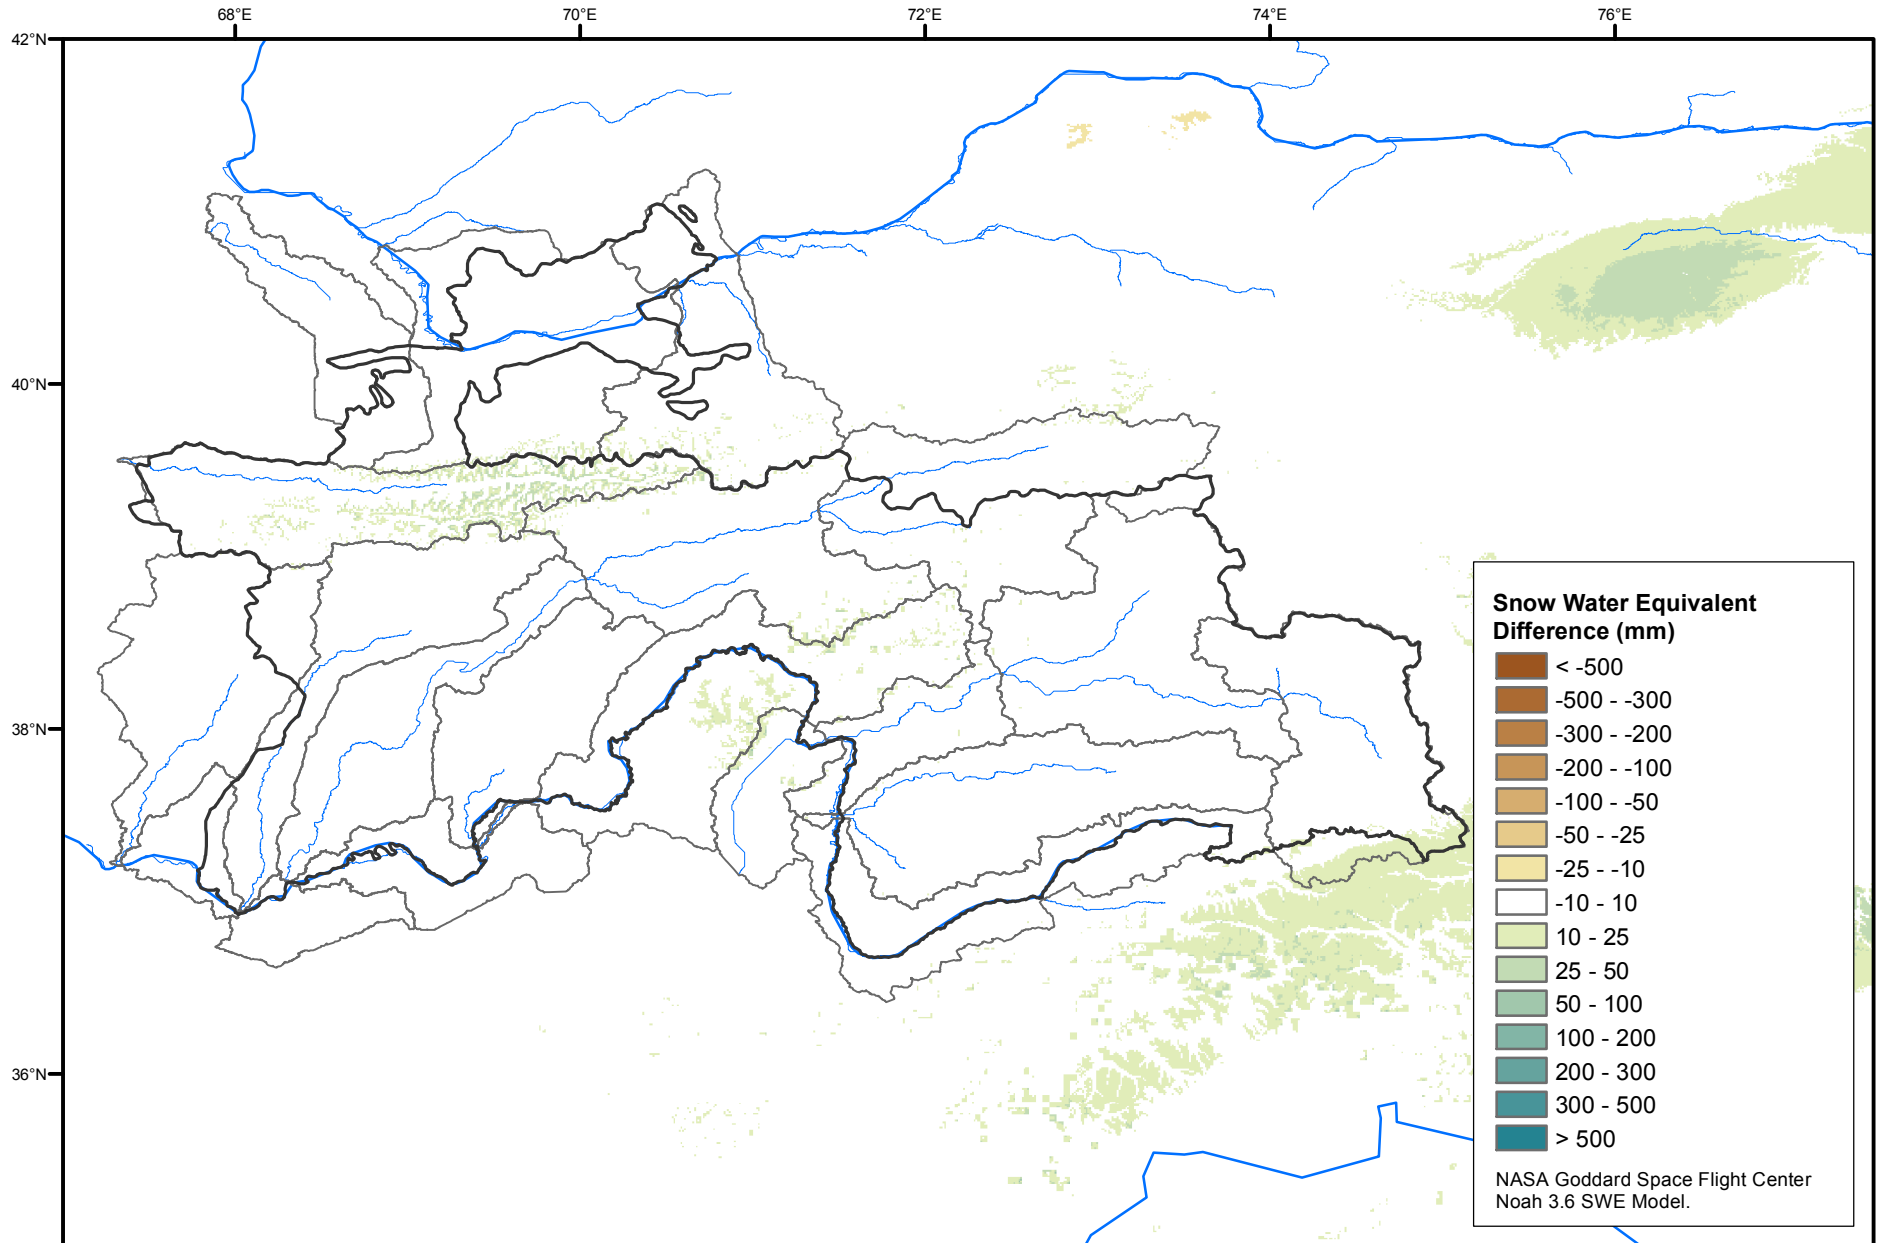 68°E 70°E 72°E 74°E 76°E
42°N
40°N
38°N
36°N
Snow Water Equivalent
Difference (mm)
< -500
-500 - -300
-300 - -200
-200 - -100
-100 - -50
-50 - -25
-25 - -10
-10 - 10
10 - 25
25 - 50
50 - 100
100 - 200
200 - 300
300 - 500
> 500
NASA Goddard Space Flight Center
Noah 3.6 SWE Model.